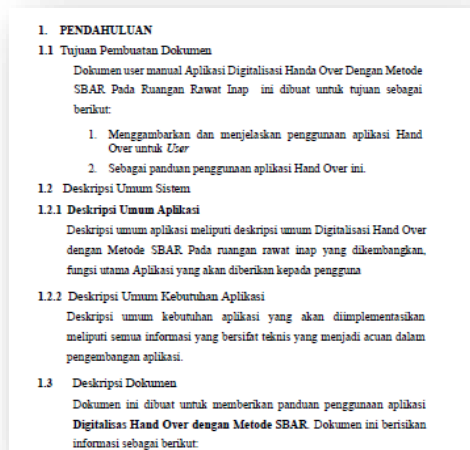 1. PENDAHULUAN
1.1 Tujuan Pembuatan Dokumen
Dokumen user manual Aplikasi Digitalisasi Handa Over Dengan Metode
SBAR Pada Ruangan Rawat Inap ini dibuat untuk tujuan sebagai
berikut:
1. Menggambarkan dan menjelaskan penggunaan aplikasi Hand
Over untuk User
2. Sebagai panduan penggunaan aplikasi Hand Over ini.
1.2 Deskripsi Umum Sistem
1.2.1 Deskripsi Umum Aplikasi
Deskripsi umum aplikasi meliputi deskripsi umum Digitalisasi Hand Over
dengan Metode SBAR Pada ruangan rawat inap yang dikembangkan,
fungsi utama Aplikasi yang akan diberikan kepada pengguna
1.2.2 Deskripsi Umum Kebutuhan Aplikasi
Deskripsi umum kebutuhan aplikasi yang akan diimplementasikan
meliputi semua informasi yang bersifat teknis yang menjadi acuan dalam
pengembangan aplikasi.
1.3 Deskripsi Dokumen
Dokumen ini dibuat untuk memberikan panduan penggunaan aplikasi
Digitalisas Hand Over dengan Metode SBAR. Dokumen ini berisikan
informasi sebagai berikut: